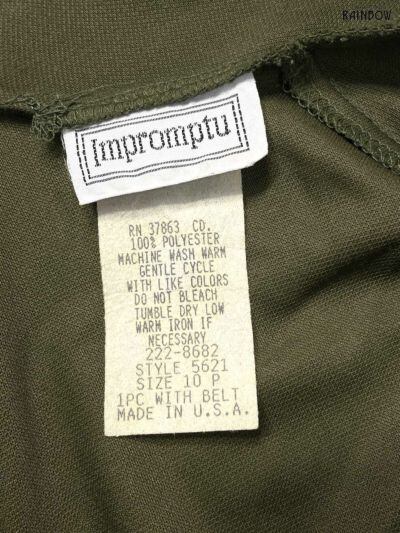 RAINBOW
Impromptu
RN 37863 CD.
100% POLYESTER
MACHINE WASH WARM
GENTLE CYCLE
WITH LIKE COLORS
DO NOT BLEACH
TUMBLE DRY LOW
WARM IRON IF
NECESSARY
222-8682
STYLE 5621
SIZE 10 P
1PC WITH BELT
MADE IN U.S.A.